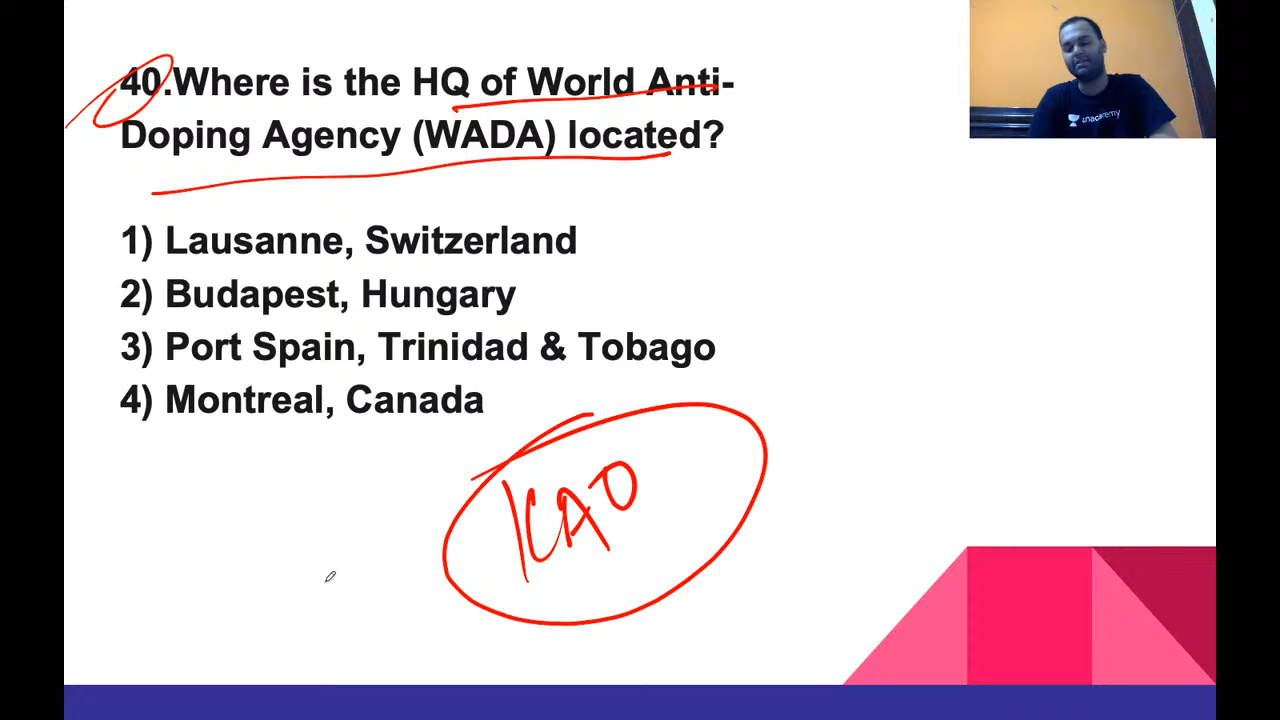 40.Where is the HQ of World Anti-
Doping Agency (WADA) located?
1) Lausanne, Switzerland
2) Budapest, Hungary
3) Port Spain, Trinidad & Tobago
4) Montreal, Canada
ICAO
unacademy